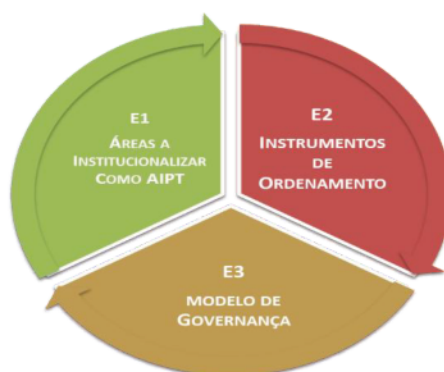 E1
ÁREAS A
INSTITUCIONALIZAR
COMO AIPT
E2
INSTRUMENTOS
DE
ORDENAMENTO
E3
MODELO DE
GOVERNANÇA